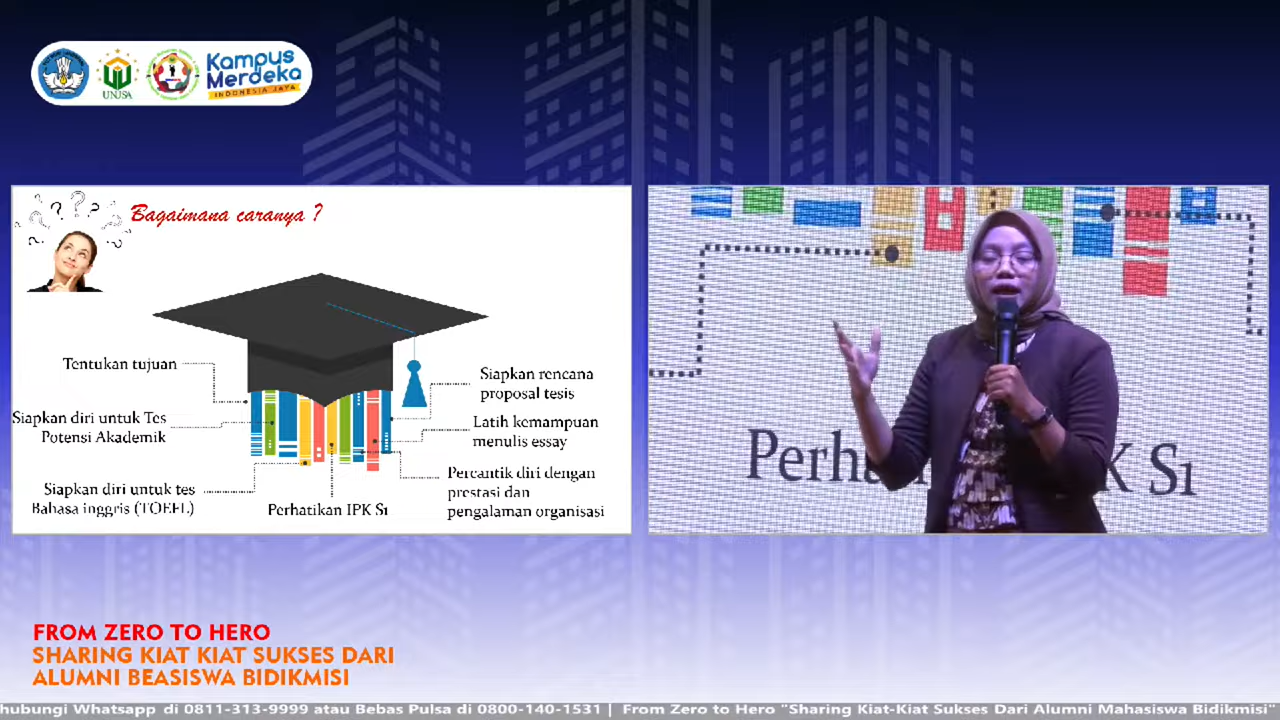 UNUSA
Kampus
Merdeka
INDONESIA JAYA
Bagaimana caranya ?
Tentukan tujuan
Siapkan diri untuk Tes
Potensi Akademik
Siapkan diri untuk tes
Bahasa inggris (TOEFL)
Perhatikan IPK S1
Siapkan rencana
proposal tesis
Latih kemampuan
menulis essay
Percantik diri dengan
prestasi dan
pengalaman organisasi
S1
FROM ZERO TO HERO
SHARING KIAT KIAT SUKSES DARI
ALUMNI BEASISWA BIDIKMISI
hubungi Whatsapp di 0811-313-9999 atau Bebas Pulsa di 0800-140-1531 | From Zero to Hero "Sharing Kiat-Kiat Sukses Dari Alumni Mahasiswa Bidikmisi"